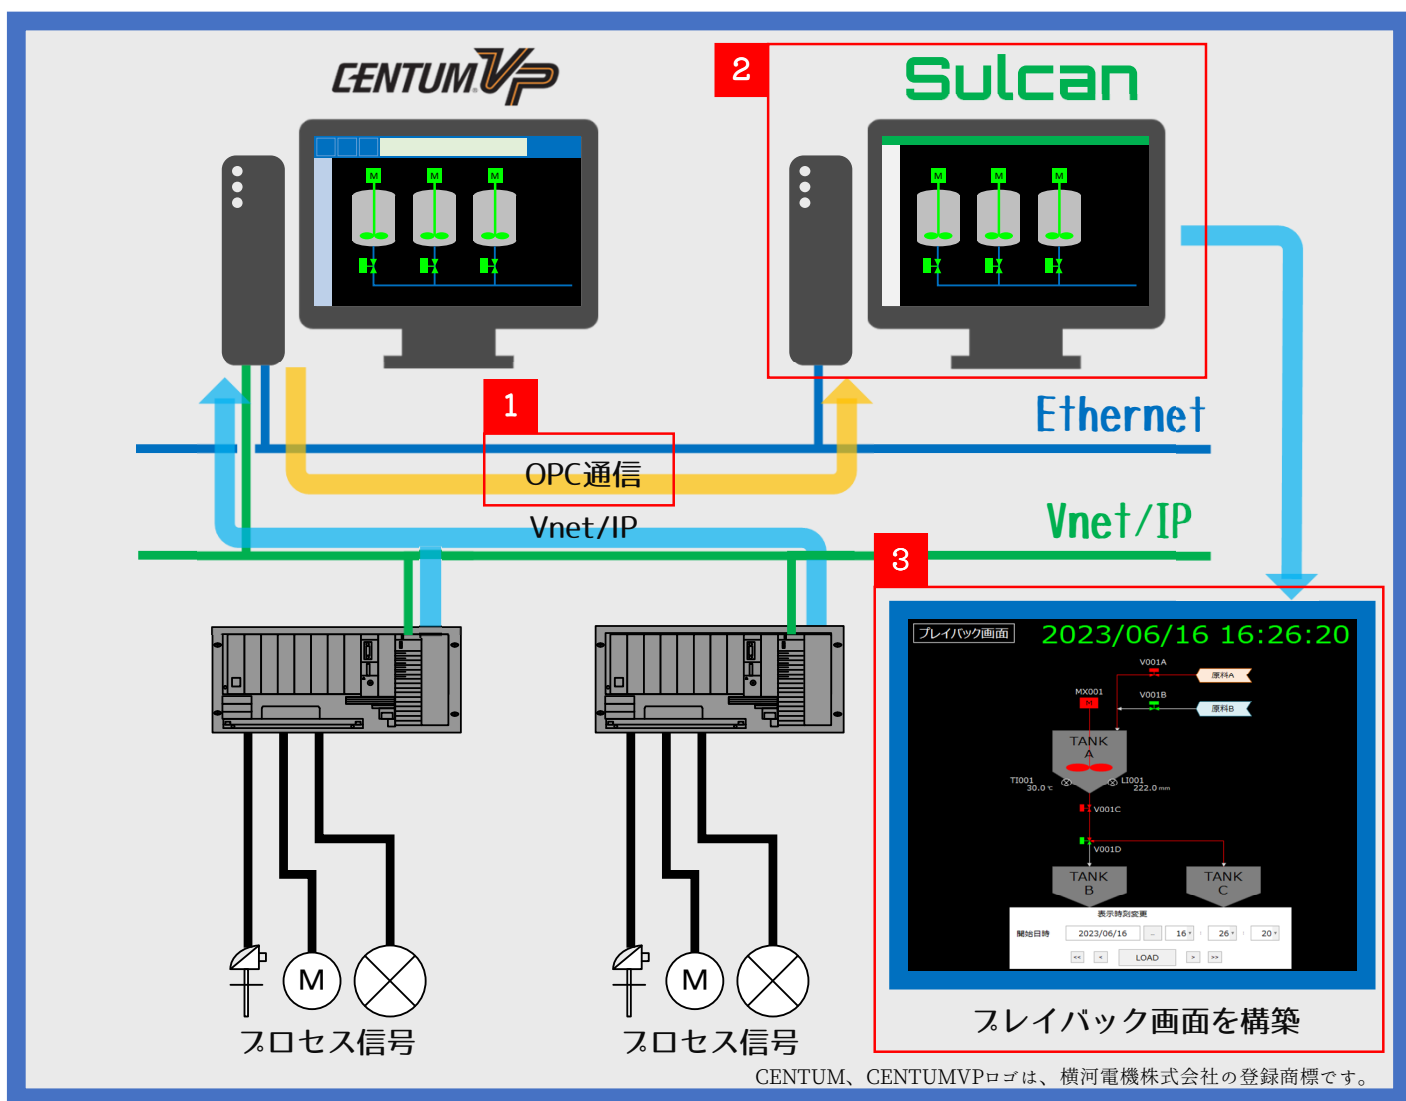 CENTUM VP
2
Sulcan
M
M
M
M
M
M
1
Ethernet
OPC通信
Vnet/IP
Vnet/IP
3
プレイバック画面
2023/06/16 16:26:20
V001A
原料A
MX001
M
V001B
原料B
TANK
A
TI001
30.0 ℃
LI001
222.0 mm
V001C
V001D
TANK
B
TANK
C
表示時刻変更
開始日時
2023/06/16
...
16
:
26
:
20
<<
<
LOAD
>
>>
M
M
プロセス信号
プロセス信号
プレイバック画面を構築
CENTUM、CENTUMVPロゴは、横河電機株式会社の登録商標です。